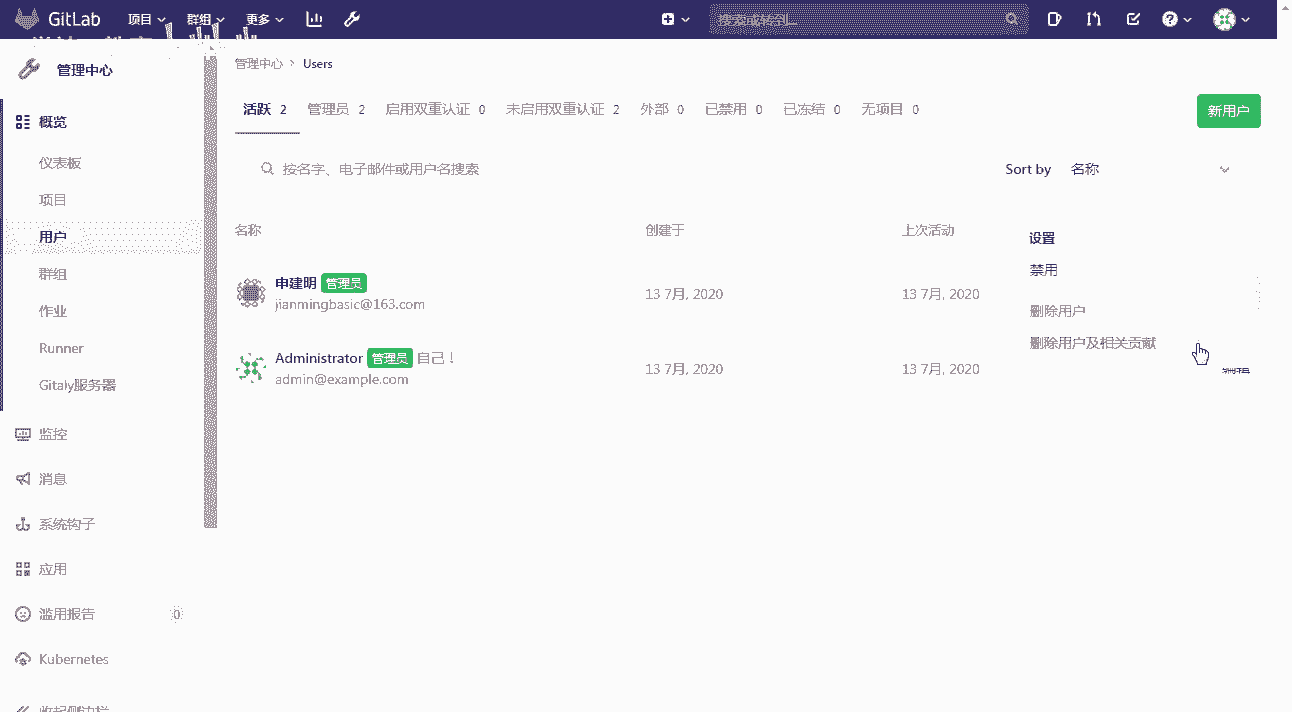 GitLab 项目 群组 更多 搜索或转到...
管理中心
管理中心 > Users
活跃 2 管理员 2 启用双重认证 0 未启用双重认证 2 外部 0 已禁用 0 已冻结 0 无项目 0
新用户
概览
仪表板
项目
用户
群组
作业
Runner
Gitaly服务器
监控
消息
系统钩子
应用
滥用报告 0
Kubernetes
收起侧边栏
按名字、电子邮件或用户名搜索
Sort by 名称
名称 创建于 上次活动
申建明 管理员
jianmingbasic@163.com
13 7月, 2020 13 7月, 2020
Administrator 管理员 自己！
admin@example.com
13 7月, 2020 13 7月, 2020
编辑
设置
禁用
删除用户
删除用户及相关贡献